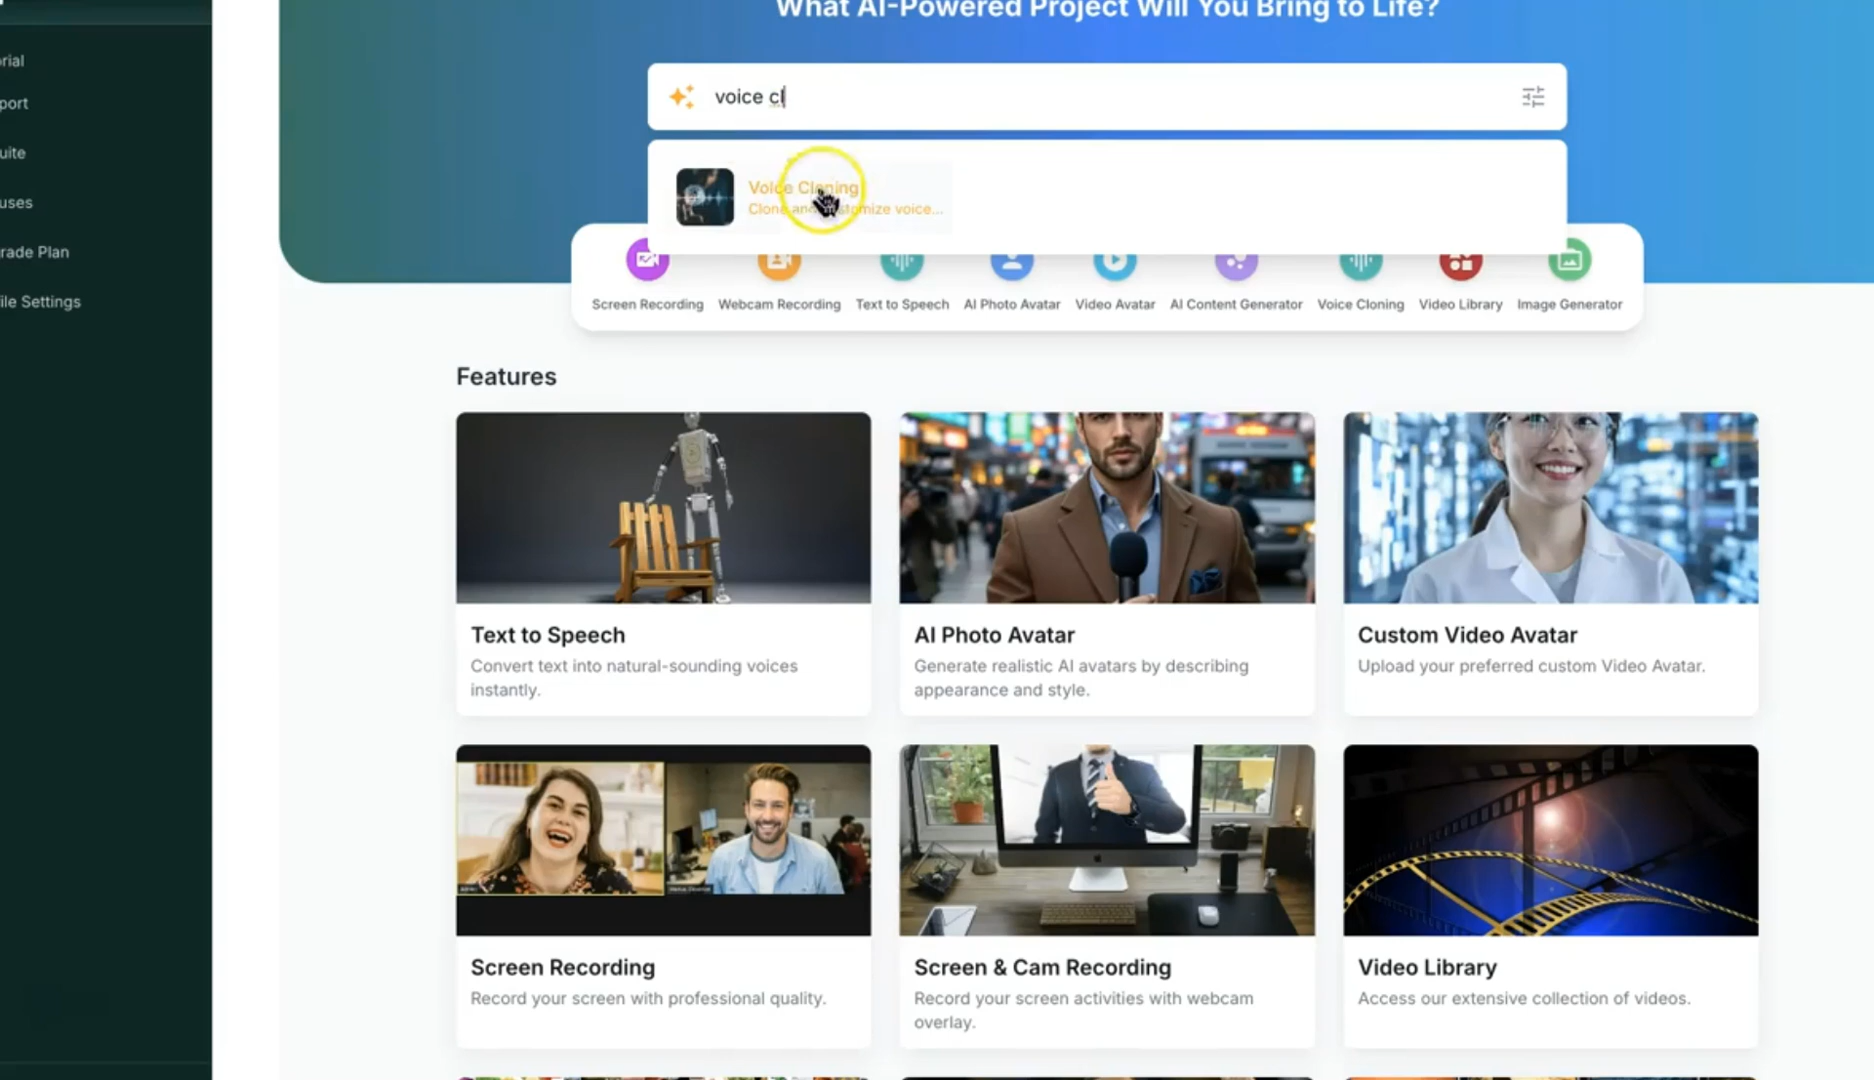 What AI-Powered Project Will You Bring to Life?
voice cl
Voice Cloning
Clone and customize voice...
Screen Recording
Webcam Recording
Text to Speech
AI Photo Avatar
Video Avatar
AI Content Generator
Voice Cloning
Video Library
Image Generator
orial
port
uite
uses
rade Plan
ile Settings
Features
Text to Speech
Convert text into natural-sounding voices
instantly.
AI Photo Avatar
Generate realistic AI avatars by describing
appearance and style.
Custom Video Avatar
Upload your preferred custom Video Avatar.
Screen Recording
Record your screen with professional quality.
Screen & Cam Recording
Record your screen activities with webcam
overlay.
Video Library
Access our extensive collection of videos.